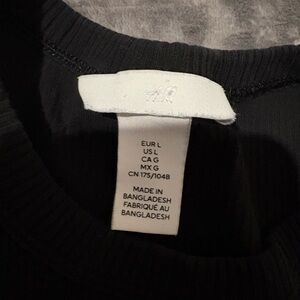 EUR L
US L
CA G
MX G
CN 175/104B
MADE IN
BANGLADESH
FABRIQUÉ AU
BANGLADESH